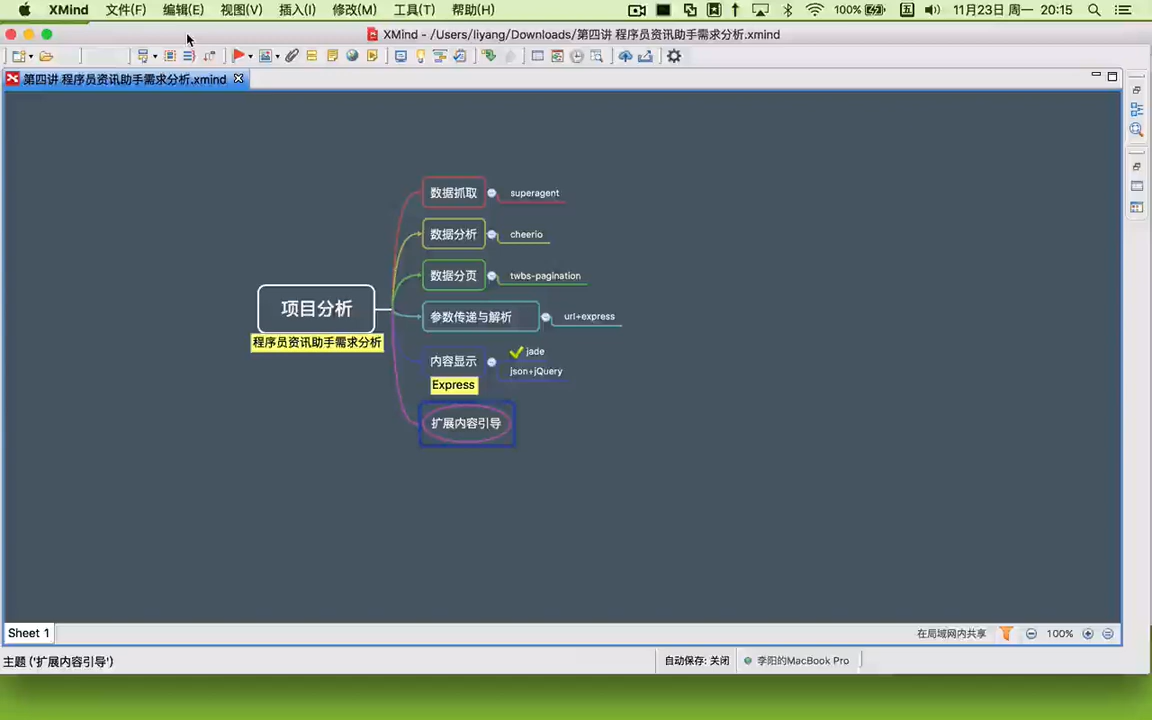 XMind 文件(F) 编辑(E) 视图(V) 插入(I) 修改(M) 工具(T) 帮助(H) 100% 五 11月23日 周一 20:15
XMind - /Users/liyang/Downloads/第四讲 程序员资讯助手需求分析.xmind
第四讲 程序员资讯助手需求分析.xmind
数据抓取 superagent
数据分析 cheerio
数据分页 twbs-pagination
项目分析
参数传递与解析 url+express
程序员资讯助手需求分析
jade
内容显示
json+jQuery
Express
扩展内容引导
Sheet 1 在局域网内共享 100%
主题 ('扩展内容引导') 自动保存: 关闭 李阳的MacBook Pro